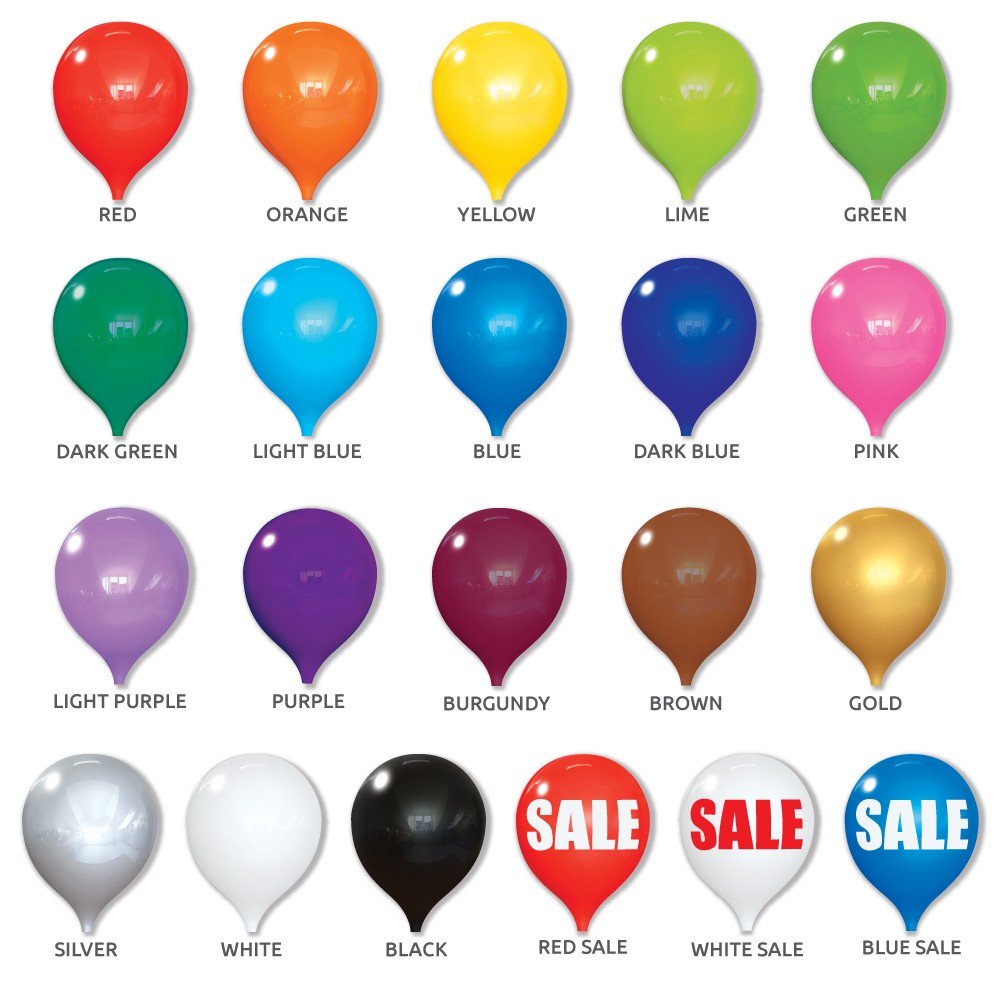 RED
ORANGE
YELLOW
LIME
GREEN
DARK GREEN
LIGHT BLUE
BLUE
DARK BLUE
PINK
LIGHT PURPLE
PURPLE
BURGUNDY
BROWN
GOLD
SALE
SALE
SALE
SILVER
WHITE
BLACK
RED SALE
WHITE SALE
BLUE SALE